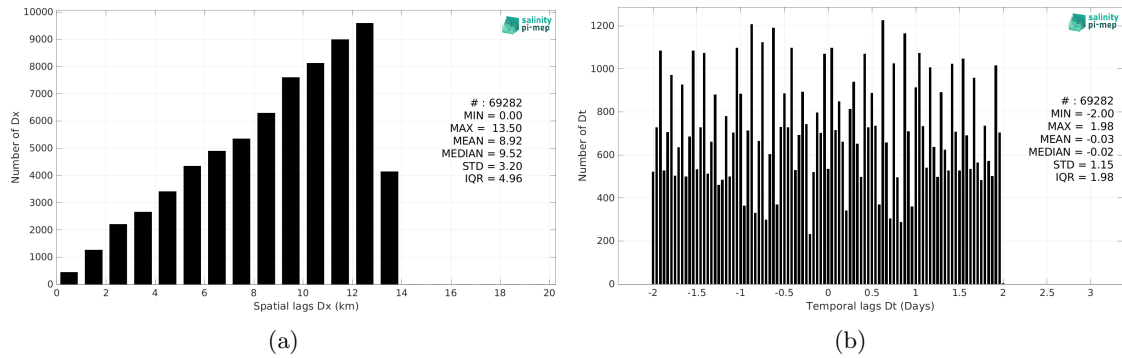 10000
9000
8000
7000
6000
5000
4000
3000
2000
1000
0
Number of Dx
0 2 4 6 8 10 12 14 16 18 20
Spatial lags Dx (km)
salinity
pi-mep
# : 69282
MIN = 0.00
MAX = 13.50
MEAN = 8.92
MEDIAN = 9.52
STD = 3.20
IQR = 4.96
(a)
1200
1000
800
600
400
200
0
Number of Dt
-2 -1.5 -1 -0.5 0 0.5 1 1.5 2 2.5 3
Temporal lags Dt (Days)
salinity
pi-mep
# : 69282
MIN = -2.00
MAX = 1.98
MEAN = -0.03
MEDIAN = -0.02
STD = 1.15
IQR = 1.98
(b)